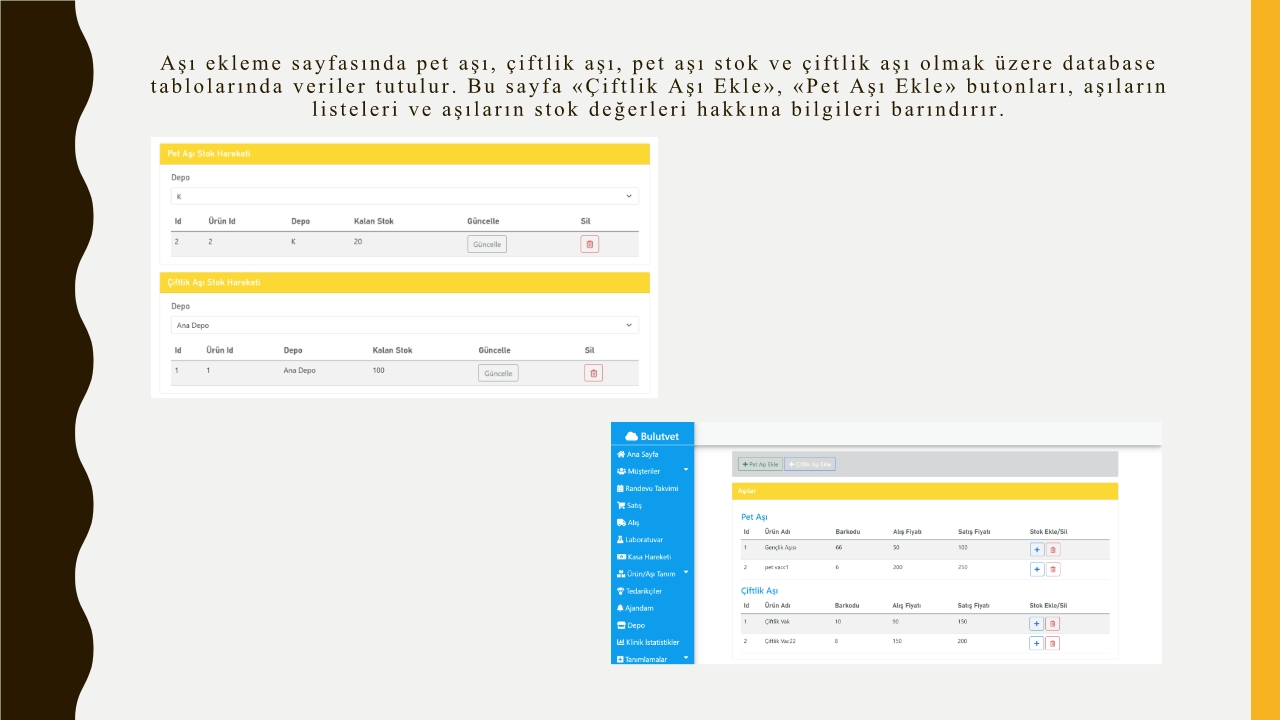 Aşı ekleme sayfasında pet aşı, çiftlik aşı, pet aşı stok ve çiftlik aşı olmak üzere database
tablolarında veriler tutulur. Bu sayfa «Çiftlik Aşı Ekle», «Pet Aşı Ekle» butonları, aşıların
listeleri ve aşıların stok değerleri hakkına bilgileri barındırır.
Pet Aşı Stok Hareketi
Depo
K
Id Ürün Id Depo Kalan Stok Güncelle Sil
2 2 K 20 Güncelle
Çiftlik Aşı Stok Hareketi
Depo
Ana Depo
Id Ürün Id Depo Kalan Stok Güncelle Sil
1 1 Ana Depo 100 Güncelle
Bulutvet
Ana Sayfa
Müşteriler
Randevu Takvimi
Satış
Alış
Laboratuvar
Kasa Hareketi
Ürün/Aşı Tanım
Tedarikçiler
Ajandam
Depo
Klinik İstatistikler
Tanımlamalar
Pet Aşı Ekle Çiftlik Aşı Ekle
Aşılar
Pet Aşı
Id Ürün Adı Barkodu Alış Fiyatı Satış Fiyatı Stok Ekle/Sil
1 Gençlik Aşısı 66 50 100
2 pet vacc1 6 200 250
Çiftlik Aşı
Id Ürün Adı Barkodu Alış Fiyatı Satış Fiyatı Stok Ekle/Sil
1 Çiftlik Vak 10 90 150
2 Çiftlik Vac22 8 150 200